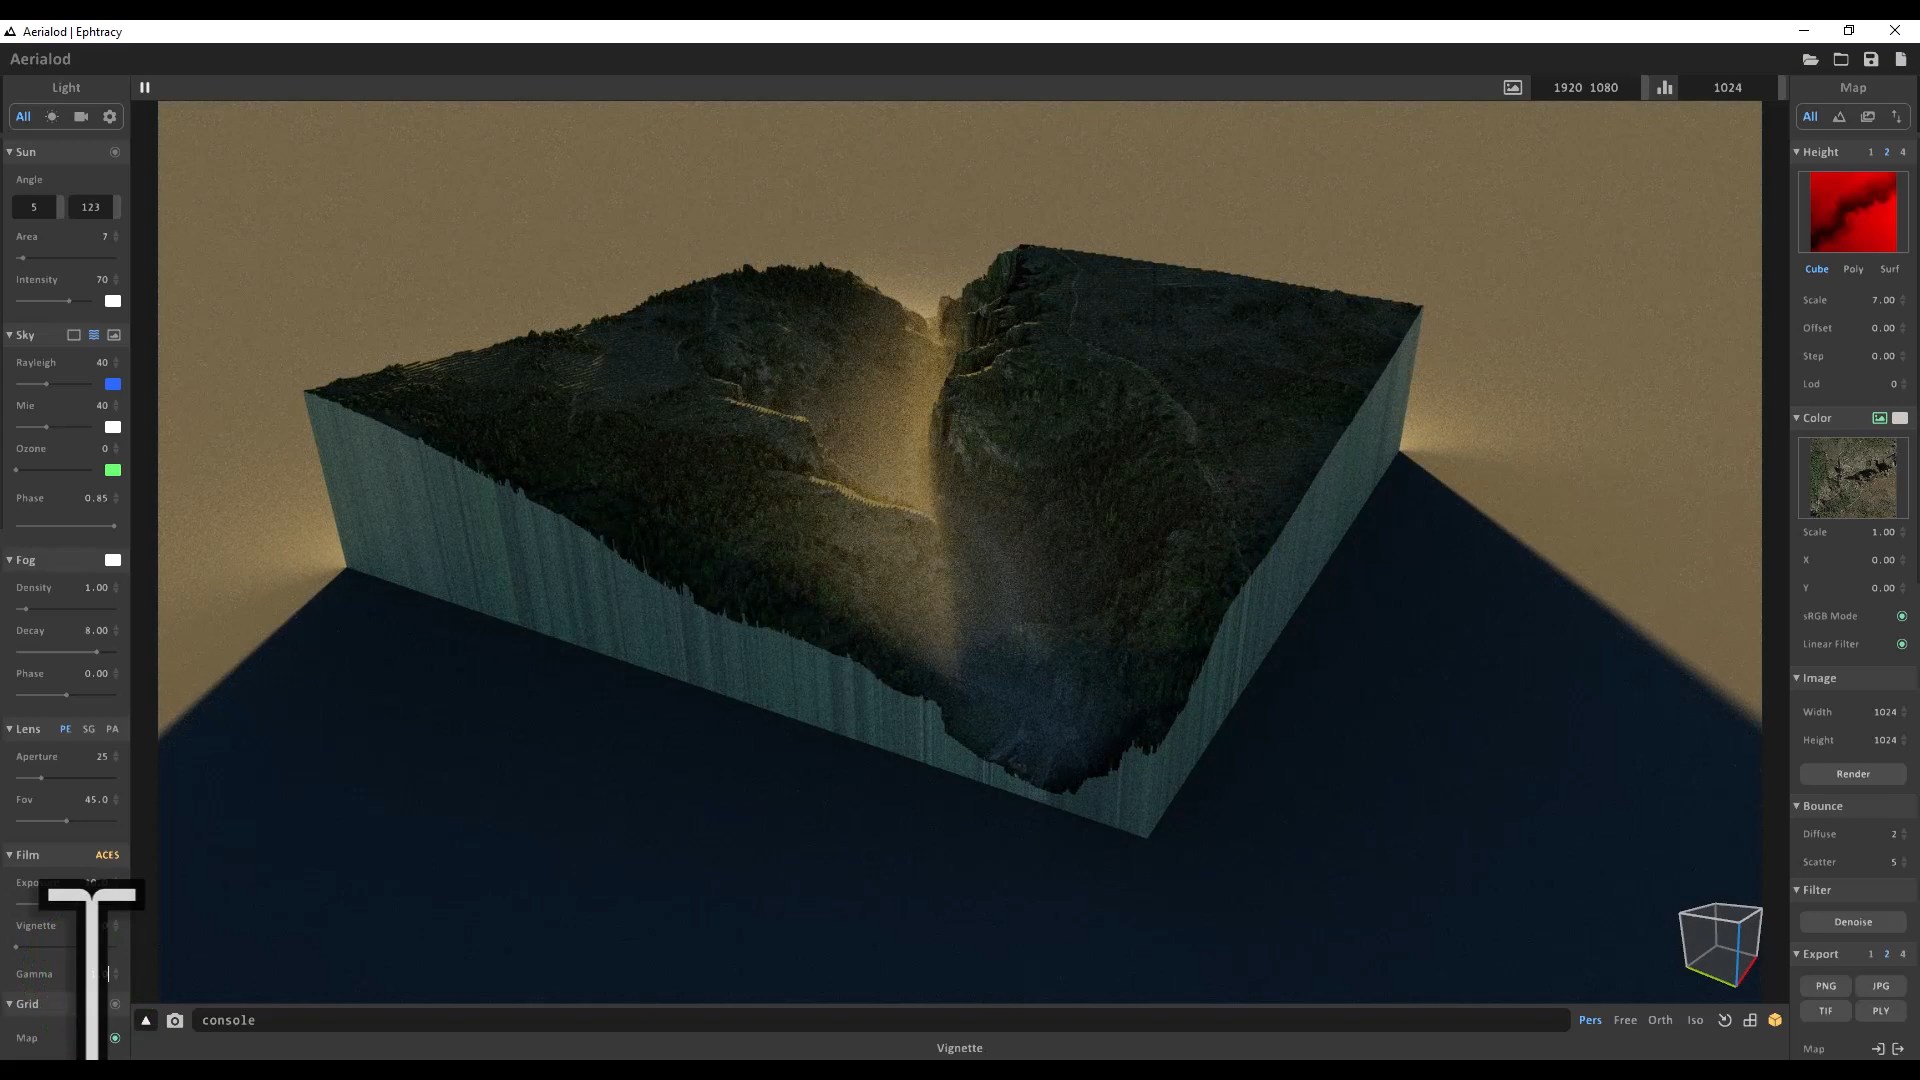 Aerialod | Ephtracy
Aerialod
Light
1920 1080
1024
Map
All
All
Sun
Height 1 2 4
Angle
5 123
Area 7
Cube Poly Surf
Intensity 70
Scale 7.00
Offset 0.00
Sky
Step 0.00
Rayleigh 40
Lod 0
Mie 40
Color
Ozone 0
Phase 0.85
Scale 1.00
Fog
X 0.00
Density 1.00
Y 0.00
sRGB Mode
Decay 8.00
Linear Filter
Phase 0.00
Image
Width 1024
Lens PE SG PA
Height 1024
Aperture 25
Render
Fov 45.0
Bounce
Diffuse 2
Film ACES
Scatter 5
Filter
Vignette
Denoise
Export 1 2 4
Gamma
PNG JPG
Grid
TIF PLY
console
Pers Free Orth Iso
Map
Vignette
Map
T